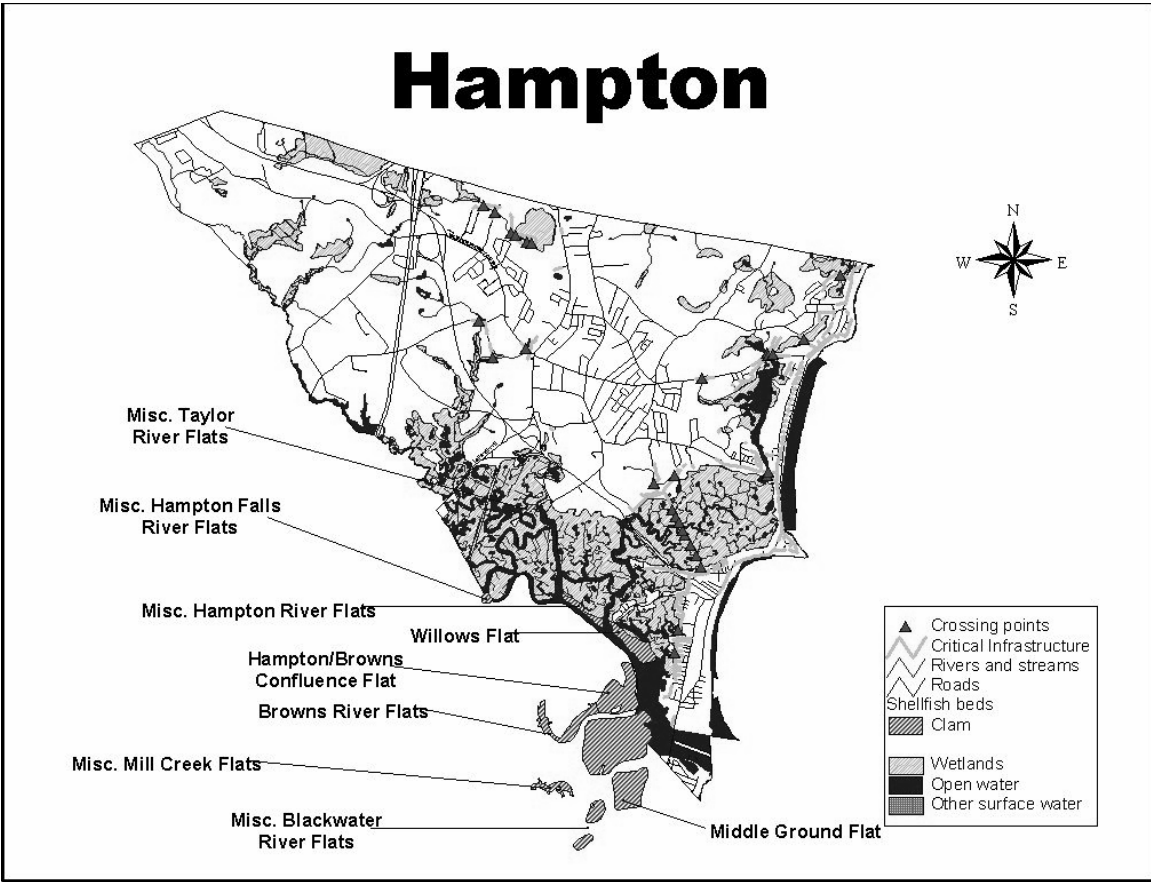 Hampton
N
W
E
S
Misc. Taylor
River Flats
Misc. Hampton Falls
River Flats
Misc. Hampton River Flats
Willows Flat
Hampton/Browns
Confluence Flat
Browns River Flats
Misc. Mill Creek Flats
Misc. Blackwater
River Flats
Middle Ground Flat
Crossing points
Critical Infrastructure
Rivers and streams
Roads
Shellfish beds
Clam
Wetlands
Open water
Other surface water